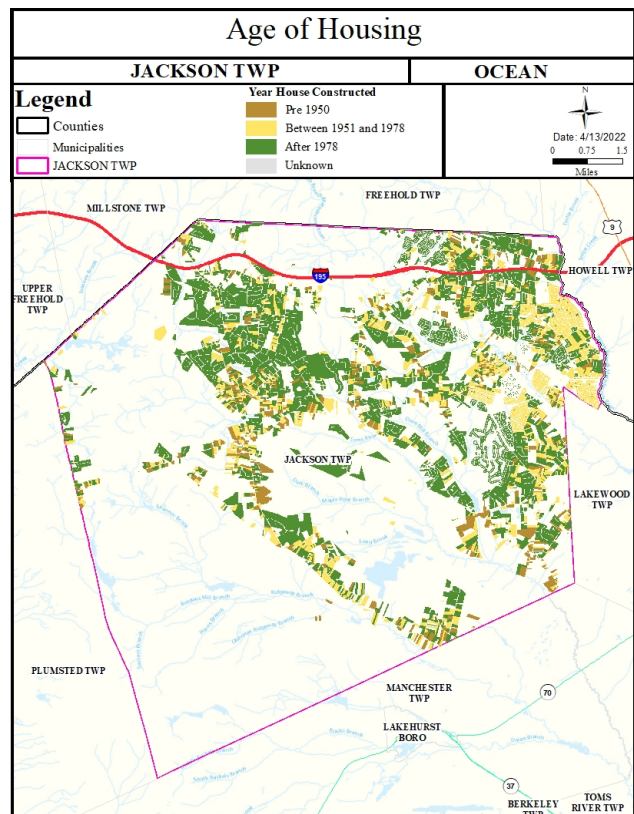 Age of Housing
JACKSON TWP
OCEAN
Legend
Counties
Municipalities
JACKSON TWP
Year House Constructed
Pre 1950
Between 1951 and 1978
After 1978
Unknown
N
Date: 4/13/2022
0 0.75 1.5
Miles
MILLSTONE TWP
FREEHOLD TWP
9
HOWELL TWP
195
UPPER
FREEHOLD
TWP
JACKSON TWP
LAKEWOOD
TWP
PLUMSTED TWP
MANCHESTER
TWP
70
LAKEHURST
BORO
37
BERKELEY
TWP
TOMS
RIVER TWP